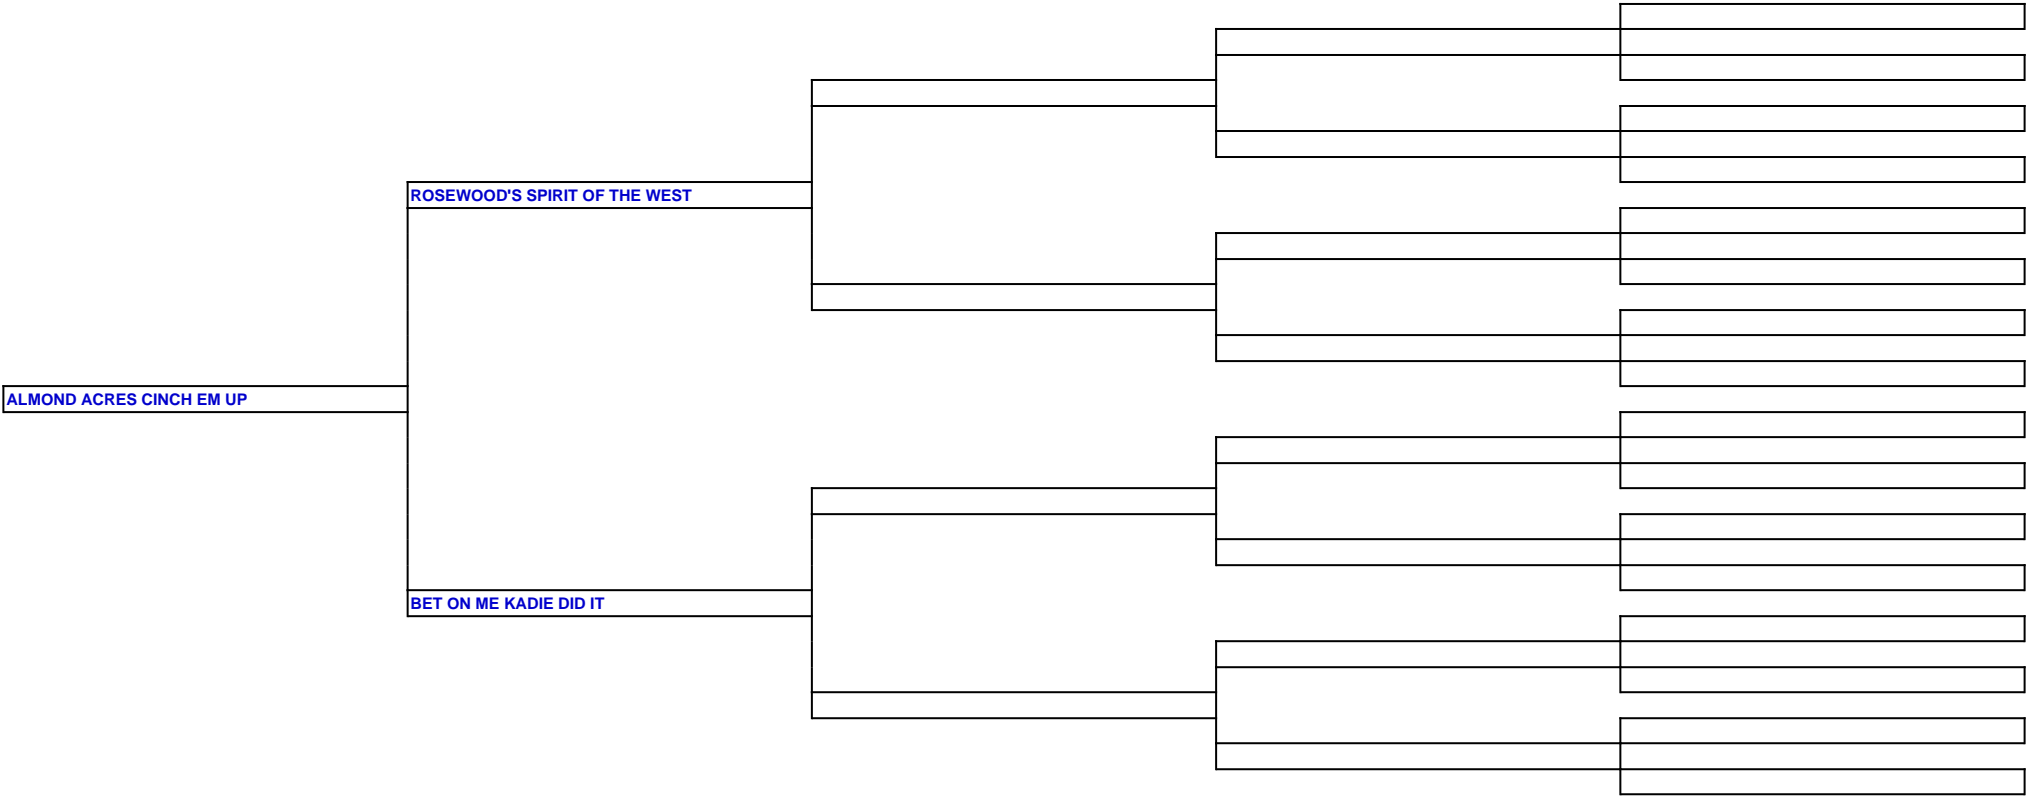 ROSEWOOD'S SPIRIT OF THE WEST
ALMOND ACRES CINCH EM UP
BET ON ME KADIE DID IT